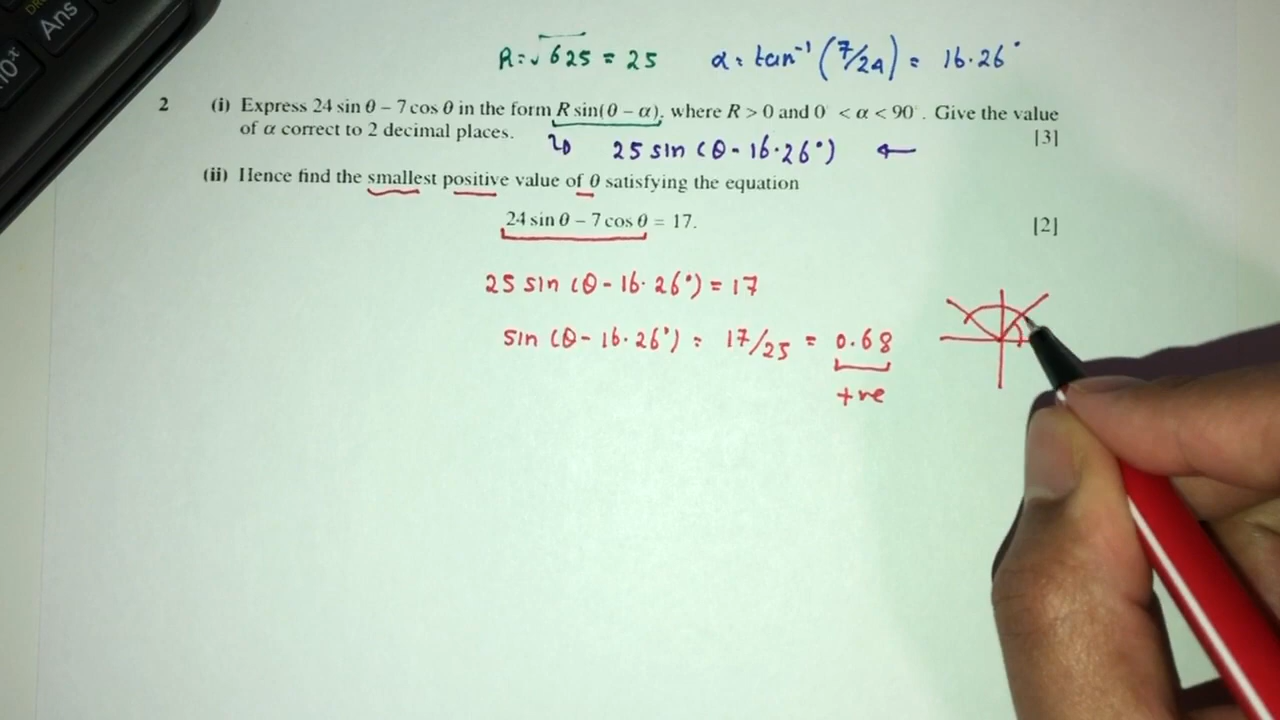 Ans
10ˣ
R = √625 = 25 α = tan⁻¹ (7/24) = 16.26°
2 (i) Express 24 sin θ − 7 cos θ in the form R sin(θ − α), where R > 0 and 0° < α < 90°. Give the value
of α correct to 2 decimal places. [3]
25 sin (θ - 16.26°) ←
(ii) Hence find the smallest positive value of θ satisfying the equation
24 sin θ − 7 cos θ = 17. [2]
25 sin (θ - 16.26°) = 17
sin (θ - 16.26°) = 17/25 = 0.68
+ve